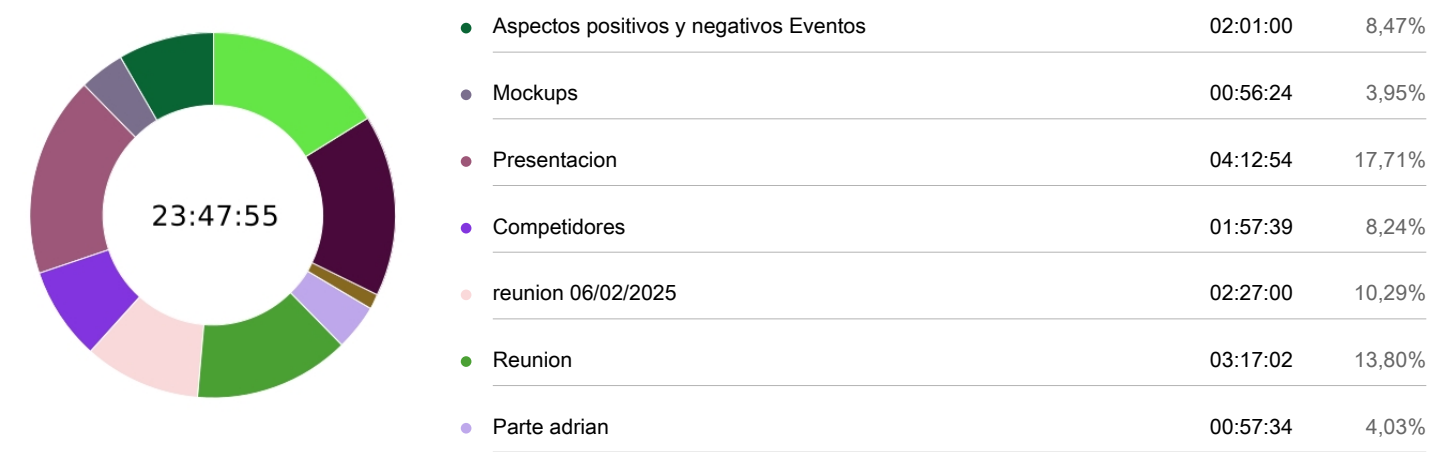 23:47:55
Aspectos positivos y negativos Eventos 02:01:00 8,47%
Mockups 00:56:24 3,95%
Presentacion 04:12:54 17,71%
Competidores 01:57:39 8,24%
reunion 06/02/2025 02:27:00 10,29%
Reunion 03:17:02 13,80%
Parte adrian 00:57:34 4,03%